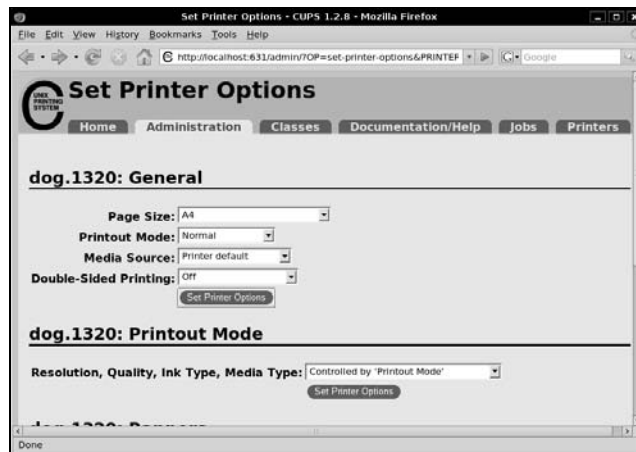 Set Printer Options - CUPS 1.2.8 - Mozilla Firefox
File Edit View History Bookmarks Tools Help
http://localhost:631/admin/?OP=set-printer-options&PRINTER Google
UNIX PRINTING SYSTEM
Set Printer Options
Home Administration Classes Documentation/Help Jobs Printers
dog.1320: General
Page Size: A4
Printout Mode: Normal
Media Source: Printer default
Double-Sided Printing: Off
Set Printer Options
dog.1320: Printout Mode
Resolution, Quality, Ink Type, Media Type: Controlled by 'Printout Mode'
Set Printer Options
Done